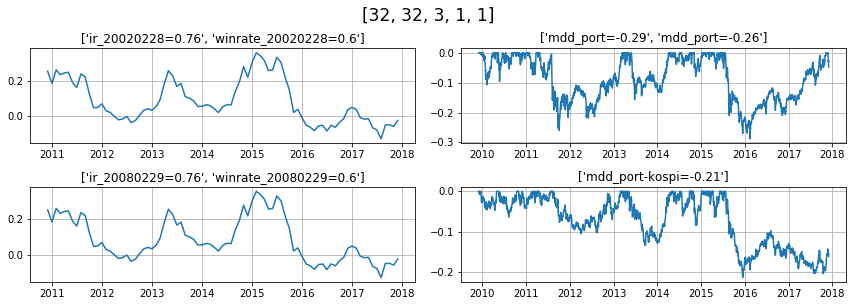 [32, 32, 3, 1, 1]
['ir_20020228=0.76', 'winrate_20020228=0.6']
0.2
0.0
2011 2012 2013 2014 2015 2016 2017 2018
['mdd_port=-0.29', 'mdd_port=-0.26']
0.0
−0.1
−0.2
−0.3
2010 2011 2012 2013 2014 2015 2016 2017 2018
['ir_20080229=0.76', 'winrate_20080229=0.6']
0.2
0.0
2011 2012 2013 2014 2015 2016 2017 2018
['mdd_port-kospi=-0.21']
0.0
−0.1
−0.2
2010 2011 2012 2013 2014 2015 2016 2017 2018